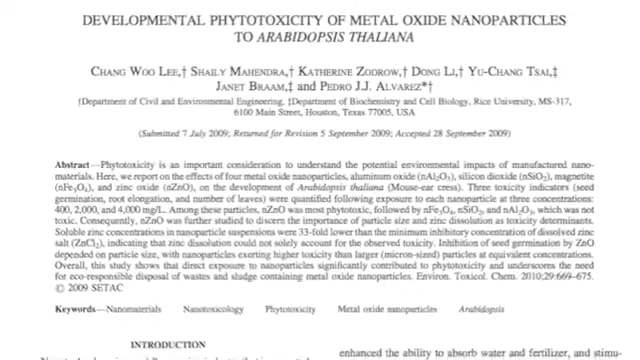 DEVELOPMENTAL PHYTOTOXICITY OF METAL OXIDE NANOPARTICLES
TO ARABIDOPSIS THALIANA
CHANG WOO LEE,† SHAILY MAHENDRA,† KATHERINE ZODROW,† DONG LI,† YU-CHANG TSAI,‡
JANET BRAAM,‡ and PEDRO J.J. ALVAREZ*†
†Department of Civil and Environmental Engineering, ‡Department of Biochemistry and Cell Biology, Rice University, MS-317,
6100 Main Street, Houston, Texas 77005, USA
(Submitted 7 July 2009; Returned for Revision 5 September 2009; Accepted 28 September 2009)
Abstract—Phytotoxicity is an important consideration to understand the potential environmental impacts of manufactured nano-
materials. Here, we report on the effects of four metal oxide nanoparticles, aluminum oxide (nAl2O3), silicon dioxide (nSiO2), magnetite
(nFe3O4), and zinc oxide (nZnO), on the development of Arabidopsis thaliana (Mouse-ear cress). Three toxicity indicators (seed
germination, root elongation, and number of leaves) were quantified following exposure to each nanoparticle at three concentrations:
400, 2,000, and 4,000 mg/L. Among these particles, nZnO was most phytotoxic, followed by nFe3O4, nSiO2, and nAl2O3, which was not
toxic. Consequently, nZnO was further studied to discern the importance of particle size and zinc dissolution as toxicity determinants.
Soluble zinc concentrations in nanoparticle suspensions were 33-fold lower than the minimum inhibitory concentration of dissolved zinc
salt (ZnCl2), indicating that zinc dissolution could not solely account for the observed toxicity. Inhibition of seed germination by ZnO
depended on particle size, with nanoparticles exerting higher toxicity than larger (micron-sized) particles at equivalent concentrations.
Overall, this study shows that direct exposure to nanoparticles significantly contributed to phytotoxicity and underscores the need
for eco-responsible disposal of wastes and sludge containing metal oxide nanoparticles. Environ. Toxicol. Chem. 2010;29:669–675.
© 2009 SETAC
Keywords—Nanomaterials Nanotoxicology Phytotoxicity Metal oxide nanoparticles Arabidopsis
INTRODUCTION
enhanced the ability to absorb water and fertilizer, and stimu-